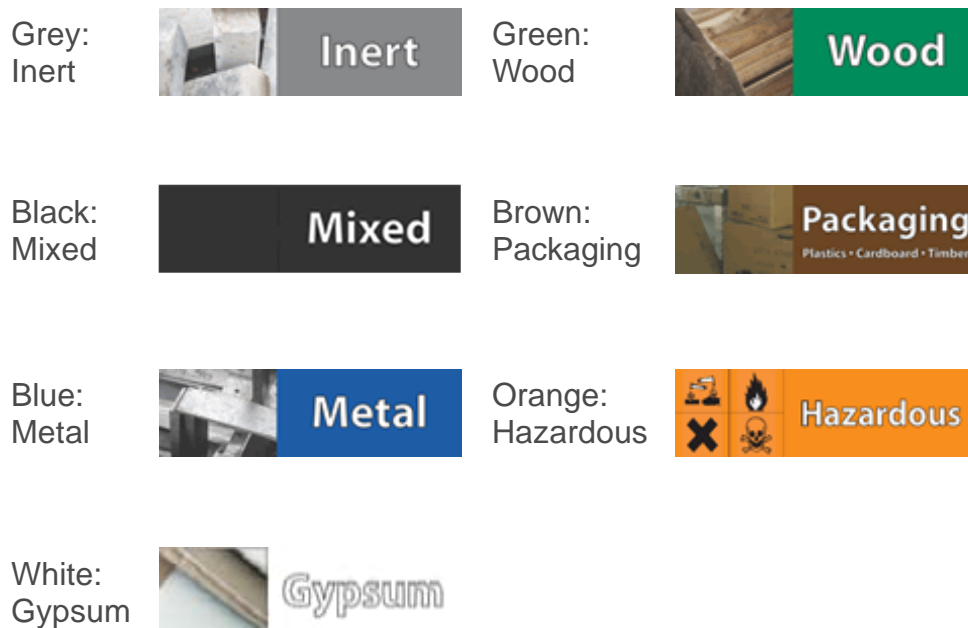 Grey:
Inert
Inert
Green:
Wood
Wood
Black:
Mixed
Mixed
Brown:
Packaging
Packaging
Plastics • Cardboard • Timber
Blue:
Metal
Metal
Orange:
Hazardous
Hazardous
White:
Gypsum
Gypsum